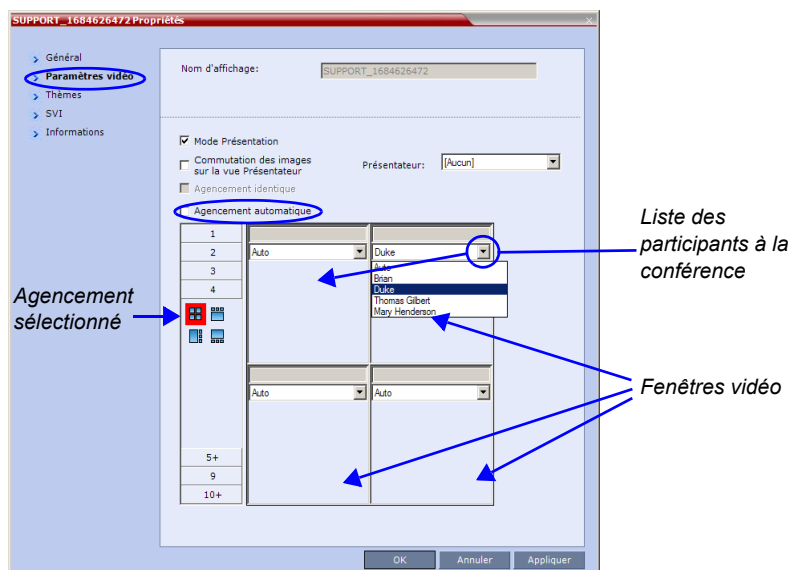 SUPPORT_1684626472 Propriétés
Général
Paramètres vidéo
Thèmes
SVI
Informations
Nom d'affichage:
SUPPORT_1684626472
Mode Présentation
Commutation des images
sur la vue Présentateur
Présentateur:
[Aucun]
Agencement identique
Agencement automatique
1
2
3
4
5+
9
10+
Auto
Duke
Auto
Brian
Duke
Thomas Gilbert
Mary Henderson
Auto
Auto
Agencement
sélectionné
Liste des
participants à la
conférence
Fenêtres vidéo
OK
Annuler
Appliquer